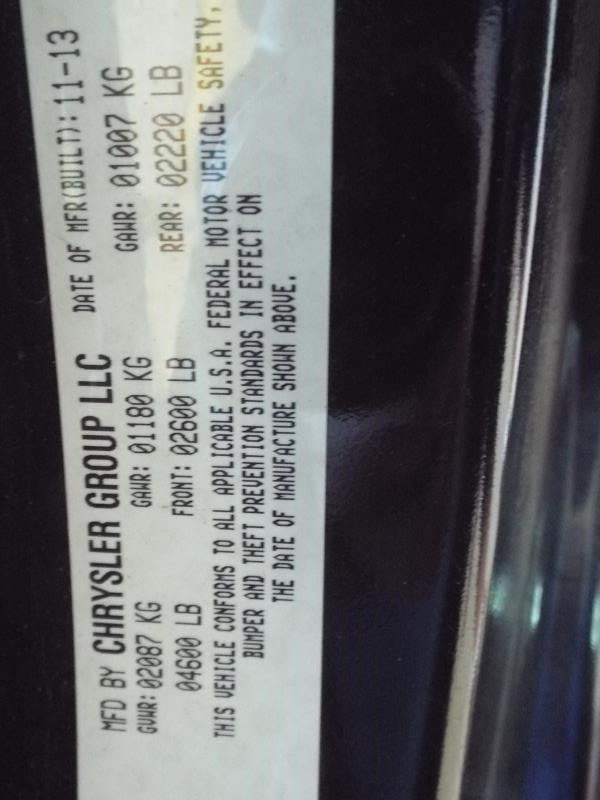 MFD BY CHRYSLER GROUP LLC DATE OF MFR(BUILT): 11-13
GVWR: 02087 KG GAWR: 01180 KG GAWR: 01007 KG
04600 LB FRONT: 02600 LB REAR: 02220 LB
THIS VEHICLE CONFORMS TO ALL APPLICABLE U.S.A. FEDERAL MOTOR VEHICLE SAFETY,
BUMPER AND THEFT PREVENTION STANDARDS IN EFFECT ON
THE DATE OF MANUFACTURE SHOWN ABOVE.